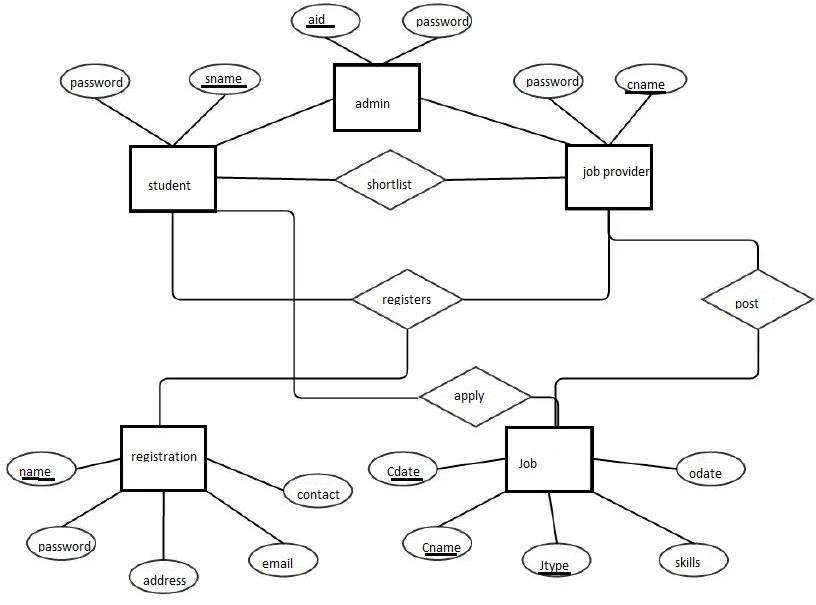 aid
password
password
sname
admin
password
cname
student
shortlist
job provider
registers
post
apply
registration
Job
name
contact
Cdate
odate
password
address
email
Cname
Jtype
skills